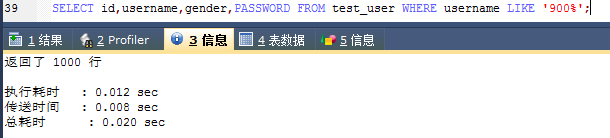 39 SELECT id,username,gender,PASSWORD FROM test_user WHERE username LIKE '900%';
1 结果 2 Profiler 3 信息 4 表数据 5 信息
返回了 1000 行
执行耗时 : 0.012 sec
传送时间 : 0.008 sec
总耗时 : 0.020 sec